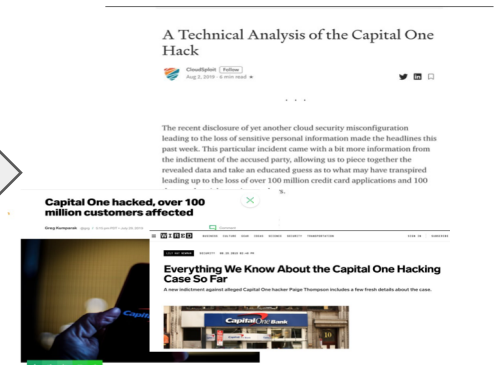 A Technical Analysis of the Capital One
Hack
CloudSploit Follow
Aug 3, 2019 · 6 min read
The recent disclosure of yet another cloud security misconfiguration
leading to the loss of sensitive personal information made the headlines this
past week. This particular incident came with a bit more information from
the indictment of the accused party, allowing us to piece together the
revealed data and take an educated guess as to what may have transpired
leading up to the loss of over 100 million credit card applications and 100
Capital One hacked, over 100
million customers affected
WIRED
BUSINESS CULTURE GEAR IDEAS SCIENCE SECURITY TRANSPORTATION
SIGN IN SUBSCRIBE
SECURITY
Everything We Know About the Capital One Hacking
Case So Far
A new indictment against alleged Capital One hacker Paige Thompson includes a few fresh details about the case.
Capital One Bank
10
Capital One